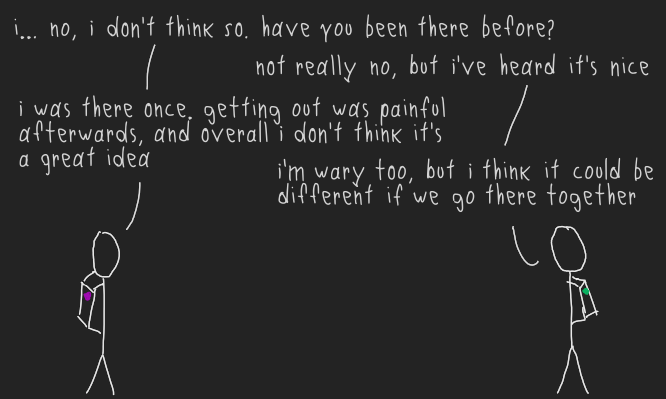 i... no, i don't think so. have you been there before?
not really no, but i've heard it's nice
i was there once. getting out was painful
afterwards, and overall i don't think it's
a great idea
i'm wary too, but i think it could be
different if we go there together